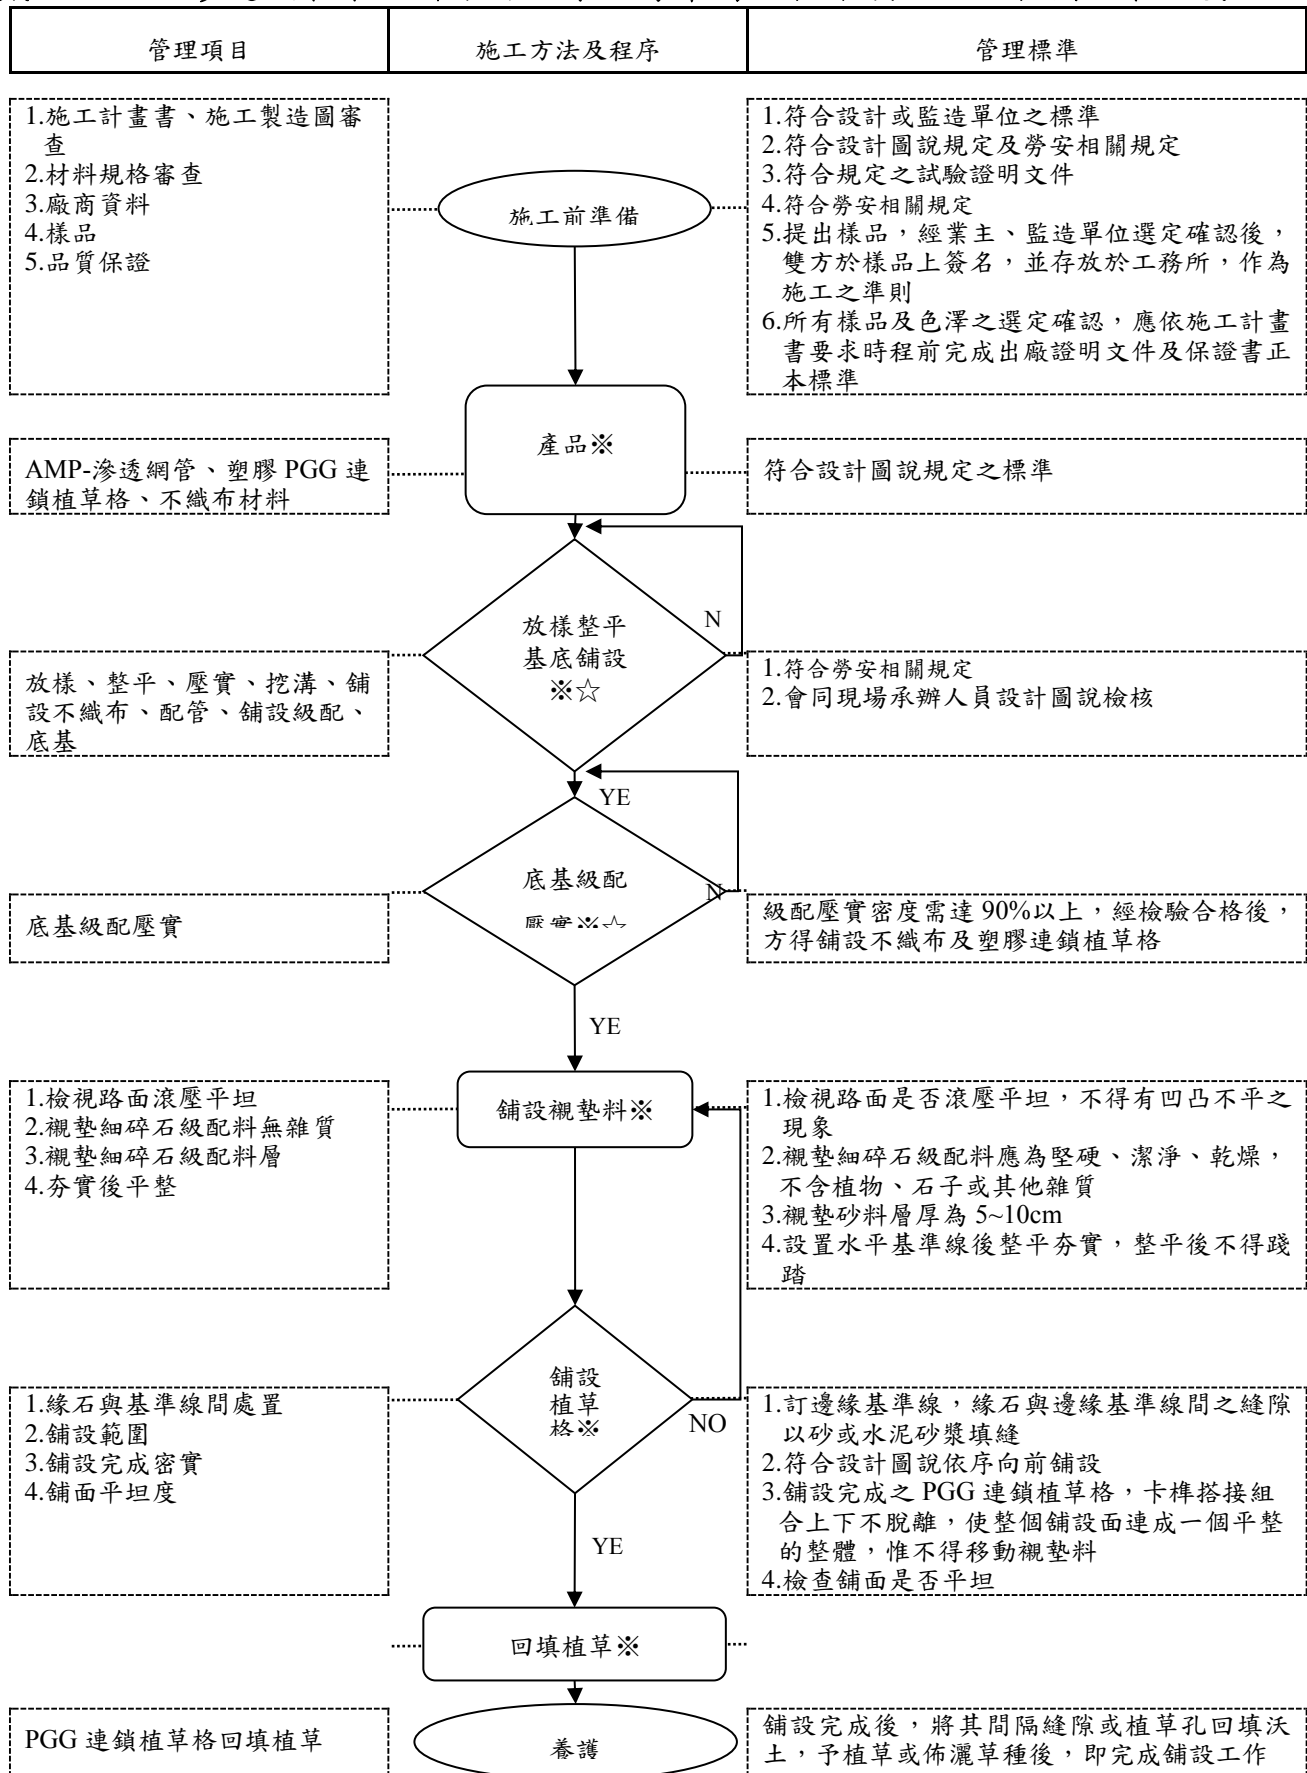 管理項目
施工方法及程序
管理標準
1.施工計畫書、施工製造圖審
查
2.材料規格審查
3.廠商資料
4.樣品
5.品質保證
施工前準備
1.符合設計或監造單位之標準
2.符合設計圖說規定及勞安相關規定
3.符合規定之試驗證明文件
4.符合勞安相關規定
5.提出樣品，經業主、監造單位選定確認後，
雙方於樣品上簽名，並存放於工務所，作為
施工之準則
6.所有樣品及色澤之選定確認，應依施工計畫
書要求時程前完成出廠證明文件及保證書正
本標準
AMP-滲透網管、塑膠 PGG 連
鎖植草格、不織布材料
產品※
符合設計圖說規定之標準
放樣、整平、壓實、挖溝、舖
設不織布、配管、舖設級配、
底基
放樣整平
基底舖設
※☆
N
1.符合勞安相關規定
2.會同現場承辦人員設計圖說檢核
YE
底基級配壓實
底基級配
壓實※☆
N
級配壓實密度需達 90%以上，經檢驗合格後，
方得舖設不織布及塑膠連鎖植草格
YE
1.檢視路面滾壓平坦
2.襯墊細碎石級配料無雜質
3.襯墊細碎石級配料層
4.夯實後平整
舖設襯墊料※
1.檢視路面是否滾壓平坦，不得有凹凸不平之
現象
2.襯墊細碎石級配料應為堅硬、潔淨、乾燥，
不含植物、石子或其他雜質
3.襯墊砂料層厚為 5~10cm
4.設置水平基準線後整平夯實，整平後不得踐
踏
1.緣石與基準線間處置
2.舖設範圍
3.舖設完成密實
4.舖面平坦度
舖設
植草
格※
NO
1.訂邊緣基準線，緣石與邊緣基準線間之縫隙
以砂或水泥砂漿填縫
2.符合設計圖說依序向前舖設
3.舖設完成之 PGG 連鎖植草格，卡榫搭接組
合上下不脫離，使整個舖設面連成一個平整
的整體，惟不得移動襯墊料
4.檢查舖面是否平坦
YE
回填植草※
PGG 連鎖植草格回填植草
養護
舖設完成後，將其間隔縫隙或植草孔回填沃
土，予植草或佈灑草種後，即完成舖設工作